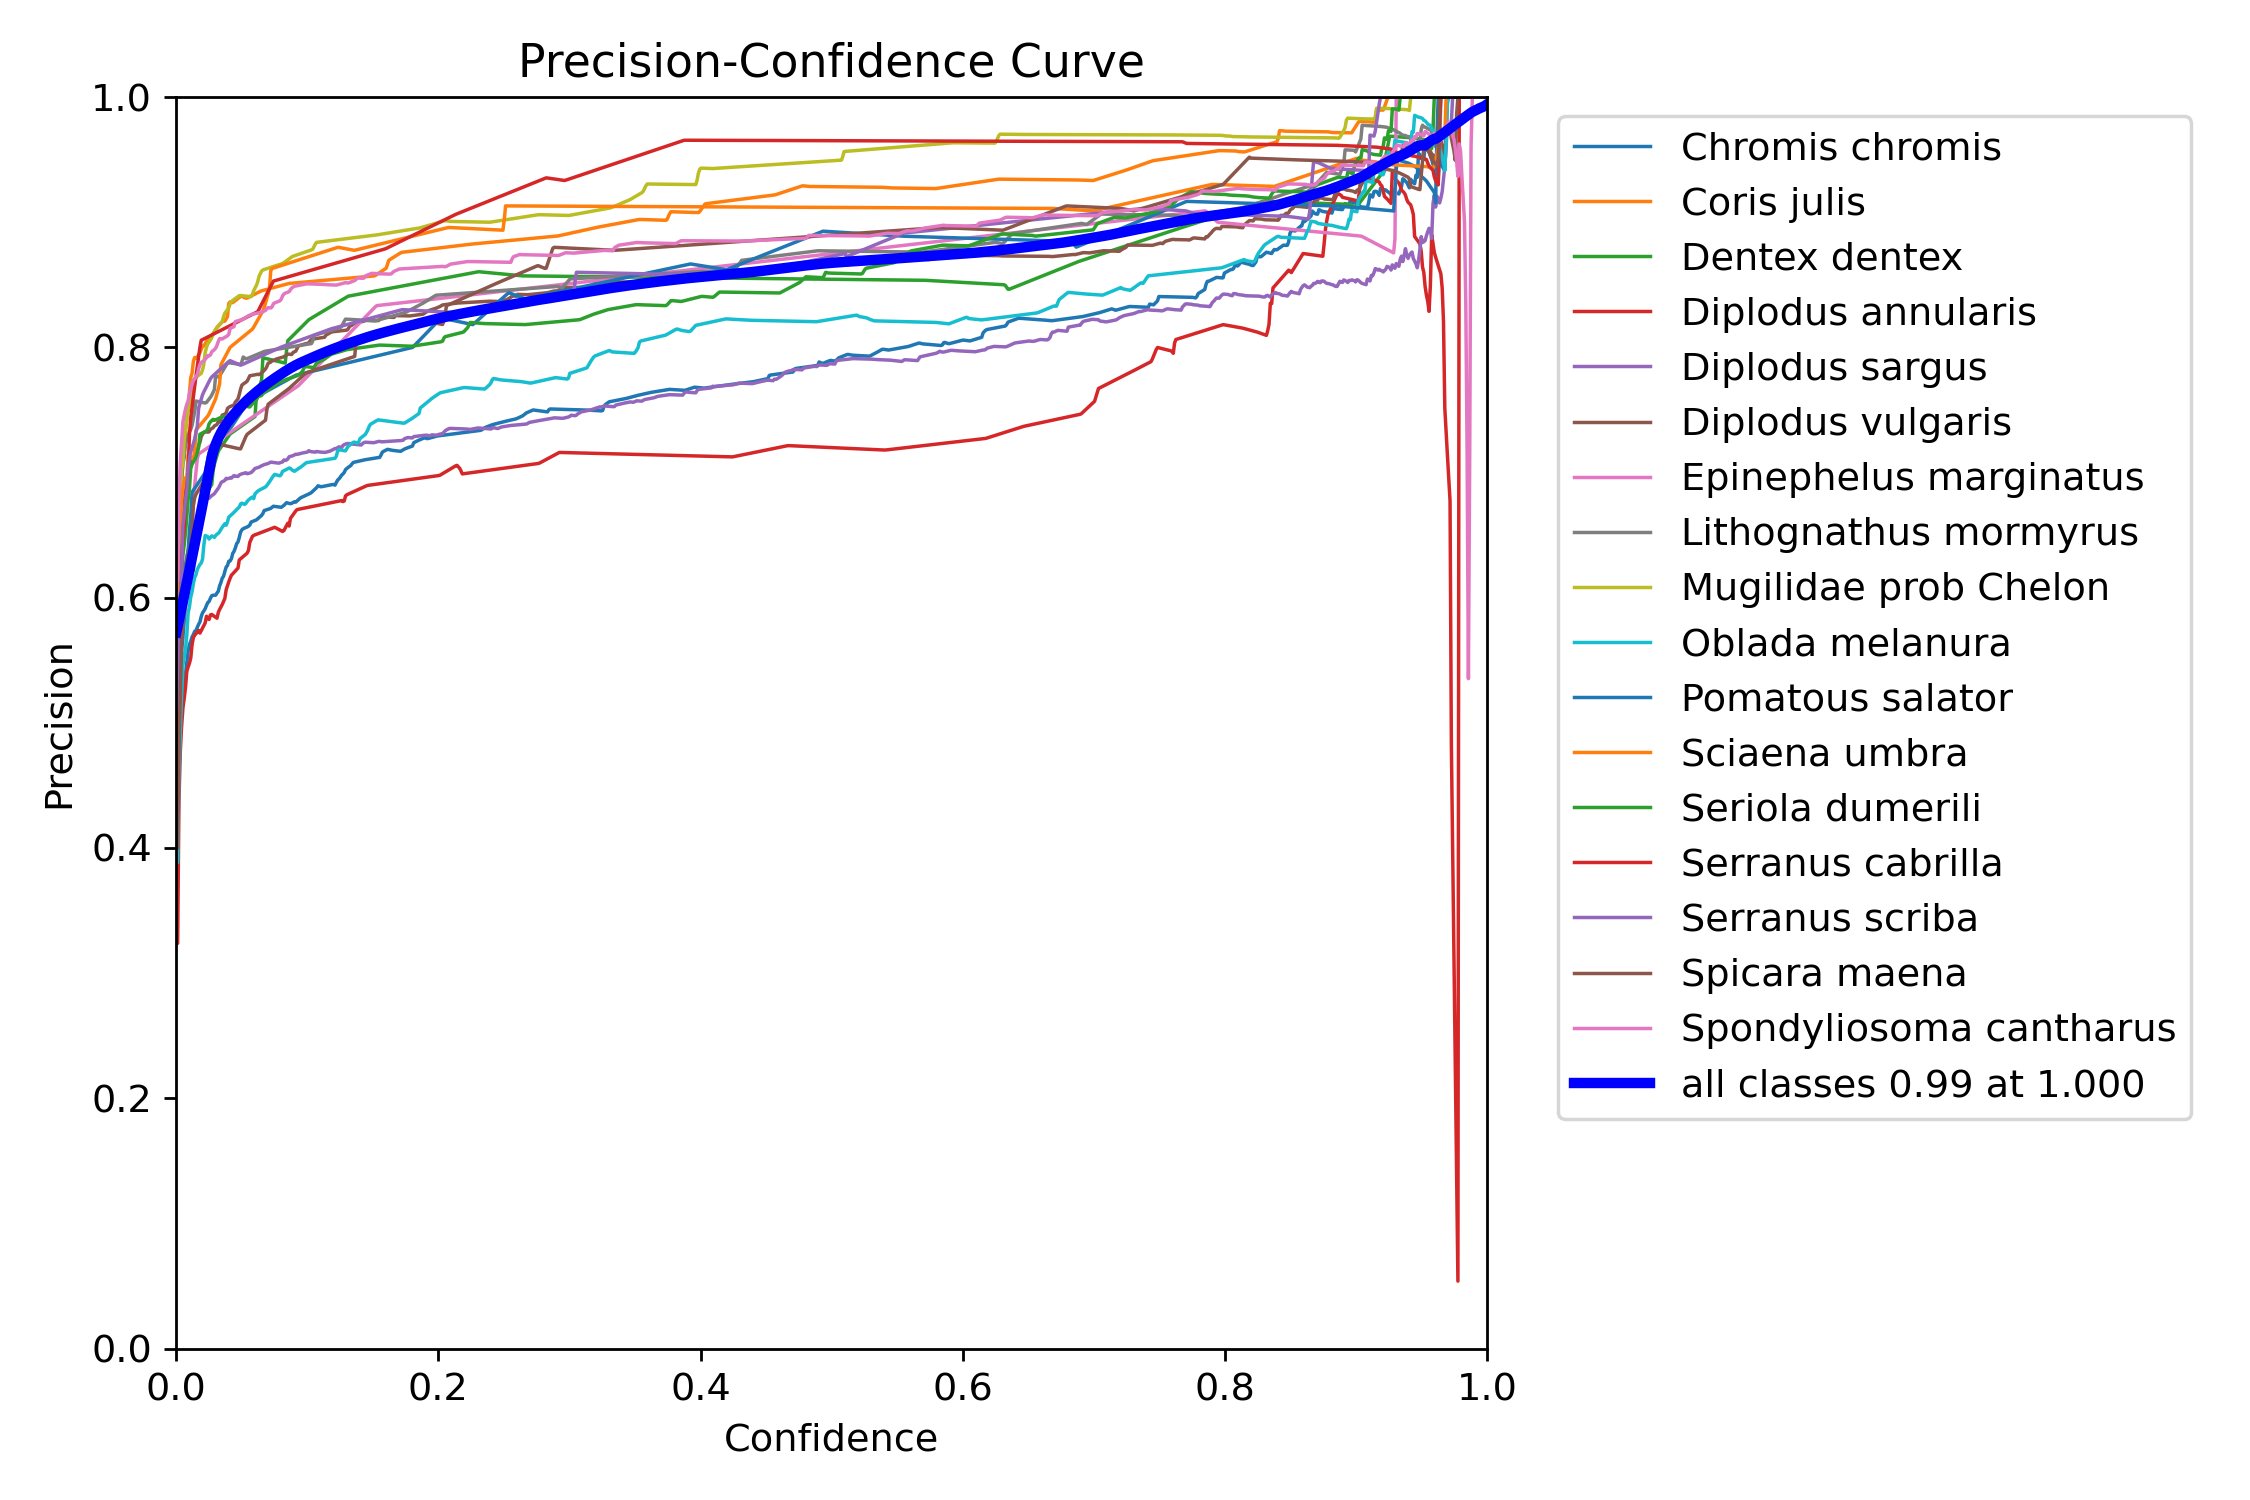 Precision-Confidence Curve
1.0
0.8
0.6
0.4
0.2
0.0
Precision
0.0 0.2 0.4 0.6 0.8 1.0
Confidence
Chromis chromis
Coris julis
Dentex dentex
Diplodus annularis
Diplodus sargus
Diplodus vulgaris
Epinephelus marginatus
Lithognathus mormyrus
Mugilidae prob Chelon
Oblada melanura
Pomatous salator
Sciaena umbra
Seriola dumerili
Serranus cabrilla
Serranus scriba
Spicara maena
Spondyliosoma cantharus
all classes 0.99 at 1.000